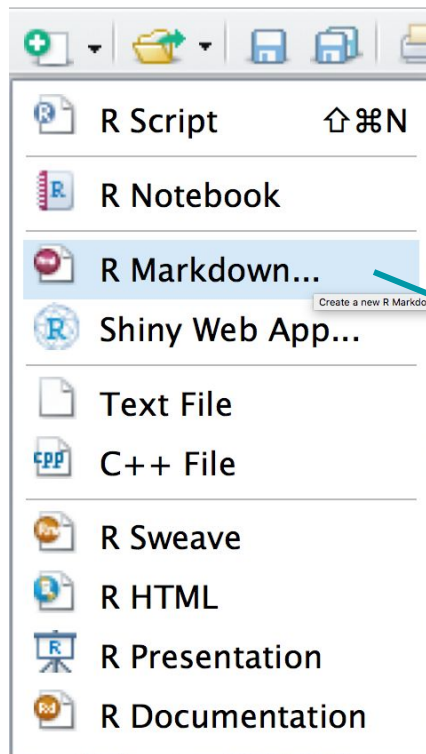 R Script ⇧⌘N
R Notebook
R Markdown...
Create a new R Markdo
Shiny Web App...
Text File
C++ File
R Sweave
R HTML
R Presentation
R Documentation